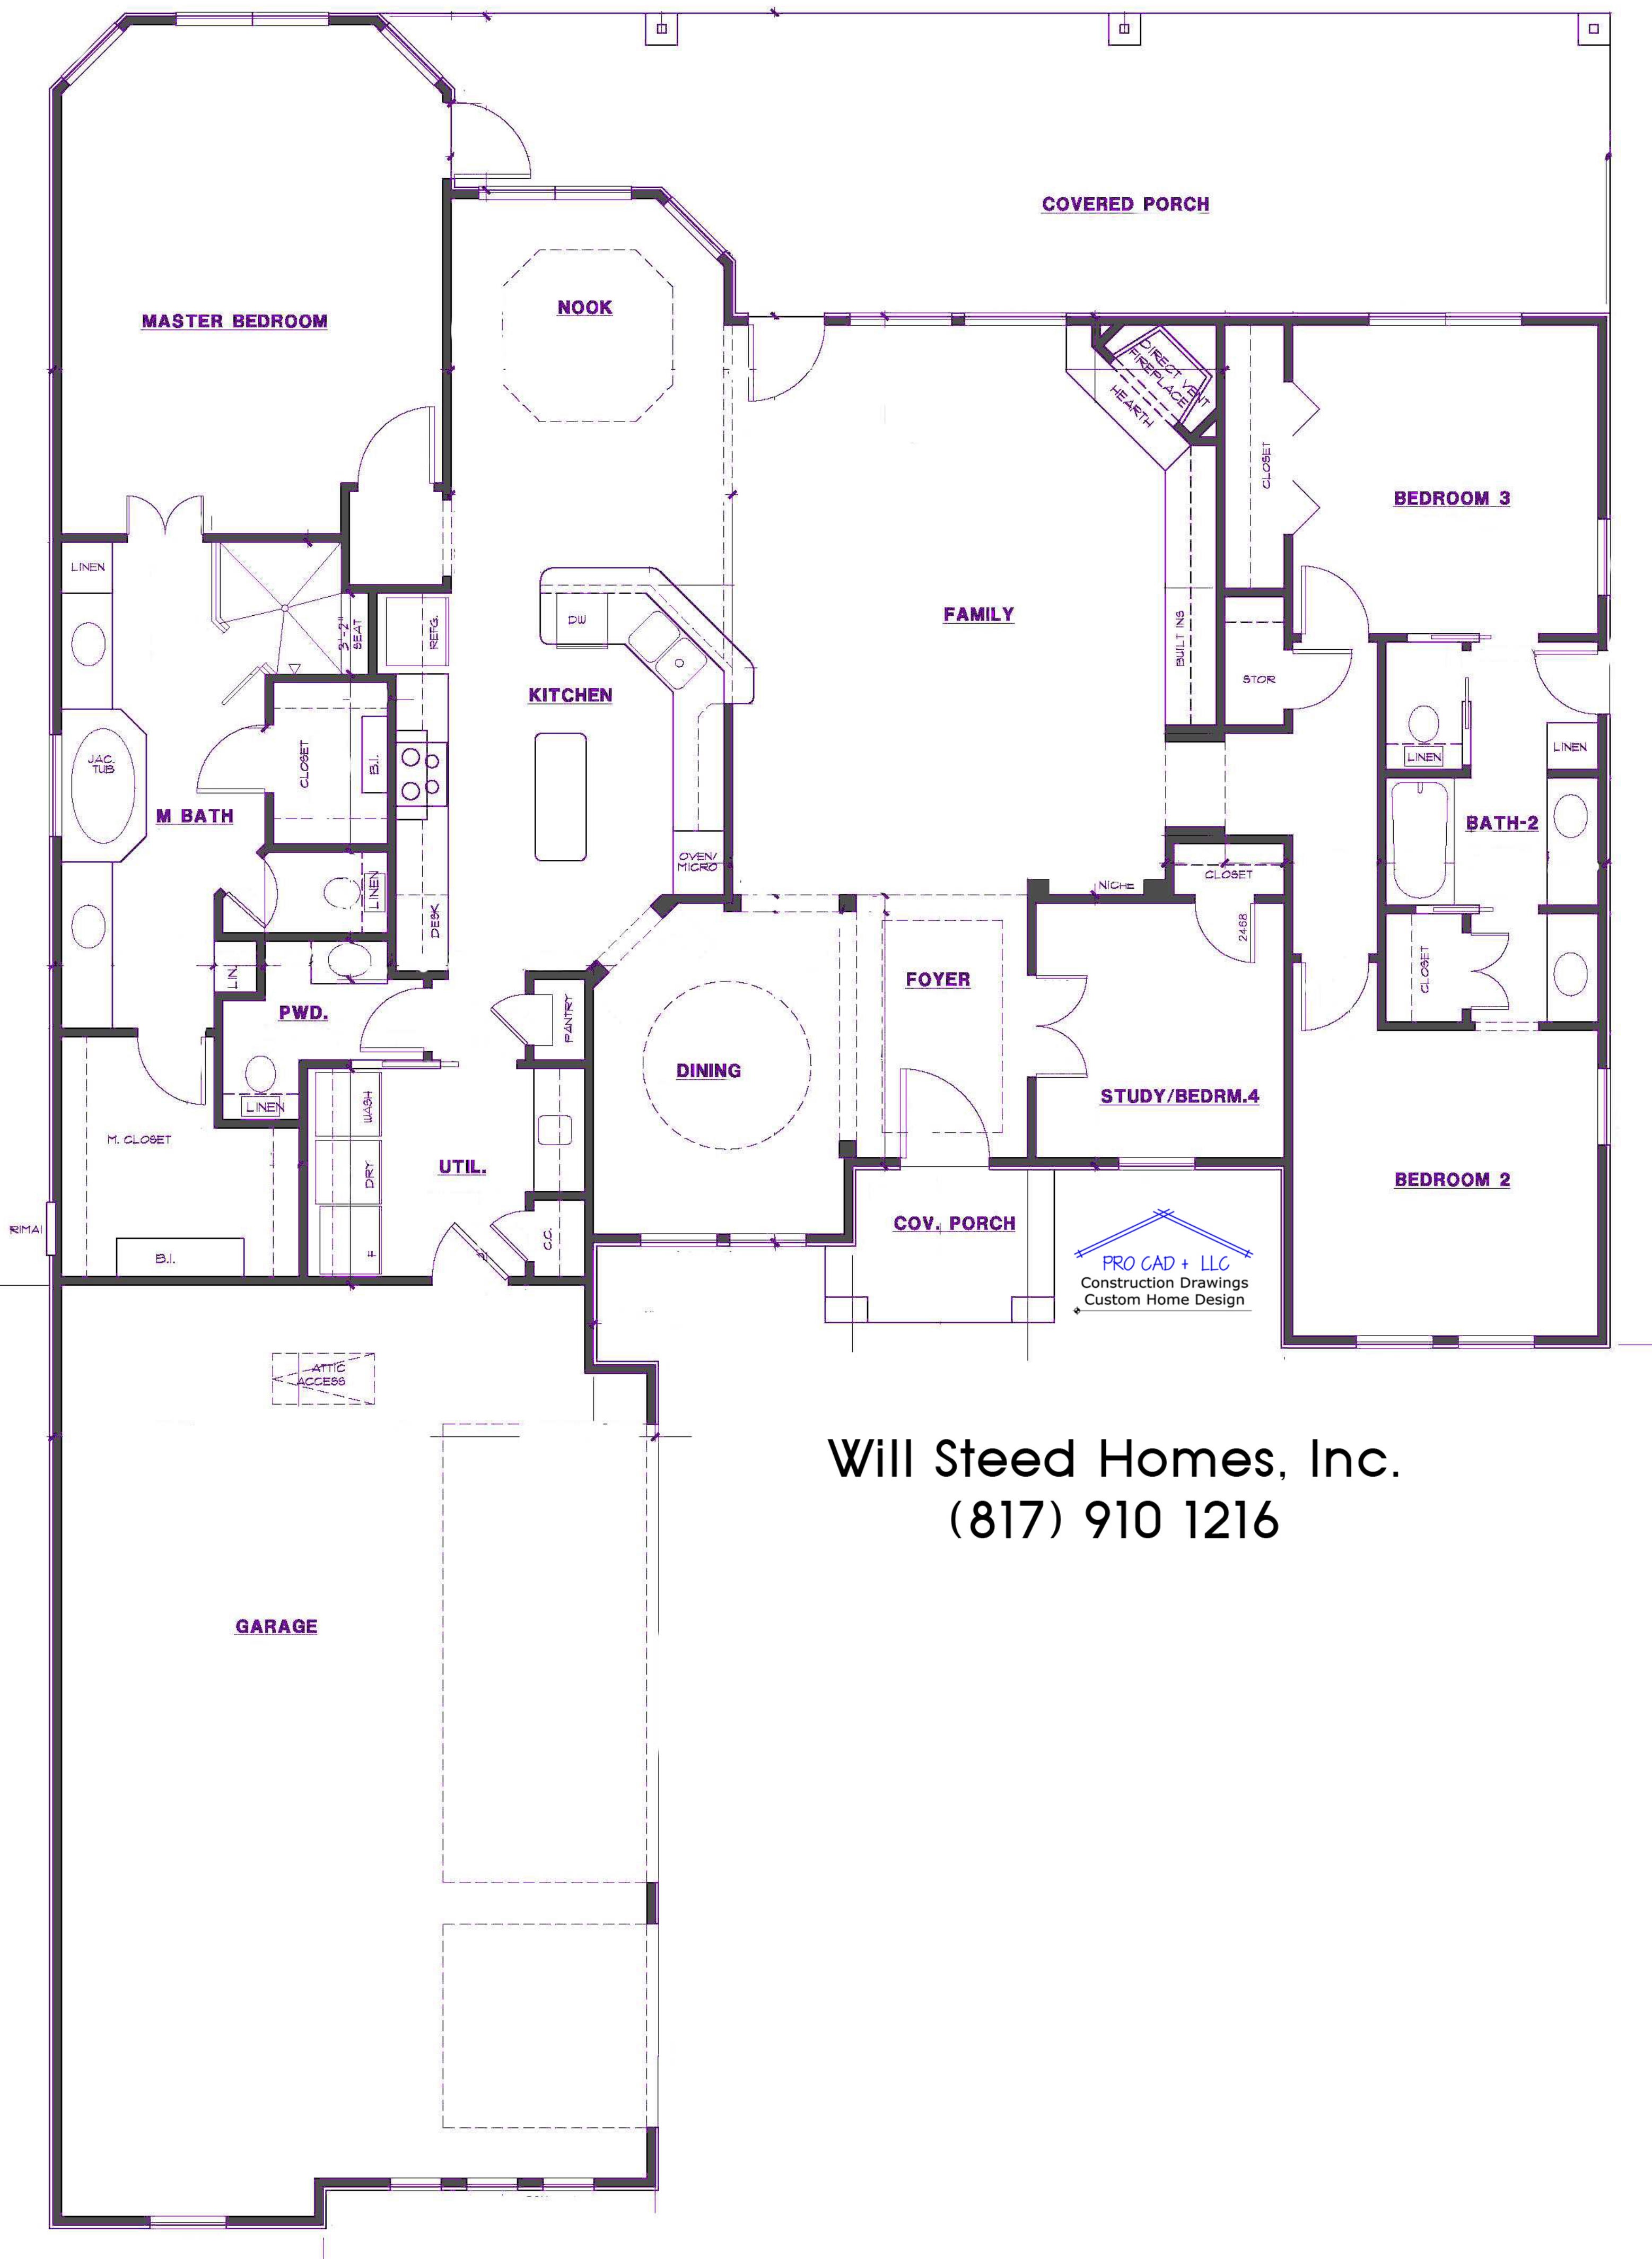 COVERED PORCH
NOOK
MASTER BEDROOM
DIRECT VENT
FIREPLACE
HEARTH
CLOSET
BEDROOM 3
LINEN
3'-2"
SEAT
REFG.
DW
FAMILY
BUILT INS
STOR
KITCHEN
CLOSET
B.I.
JAC.
TUB
M BATH
LINEN
LINEN
BATH-2
OVEN/
MICRO
LINEN
DESK
NICHE
CLOSET
2468
LIN.
PWD.
PANTRY
FOYER
CLOSET
DINING
STUDY/BEDRM.4
LINEN
WASH
M. CLOSET
UTIL.
DRY
BEDROOM 2
RIMAI
B.I.
F
C.C.
COV. PORCH
PRO CAD + LLC
Construction Drawings
Custom Home Design
ATTIC
ACCESS
Will Steed Homes, Inc.
(817) 910 1216
GARAGE